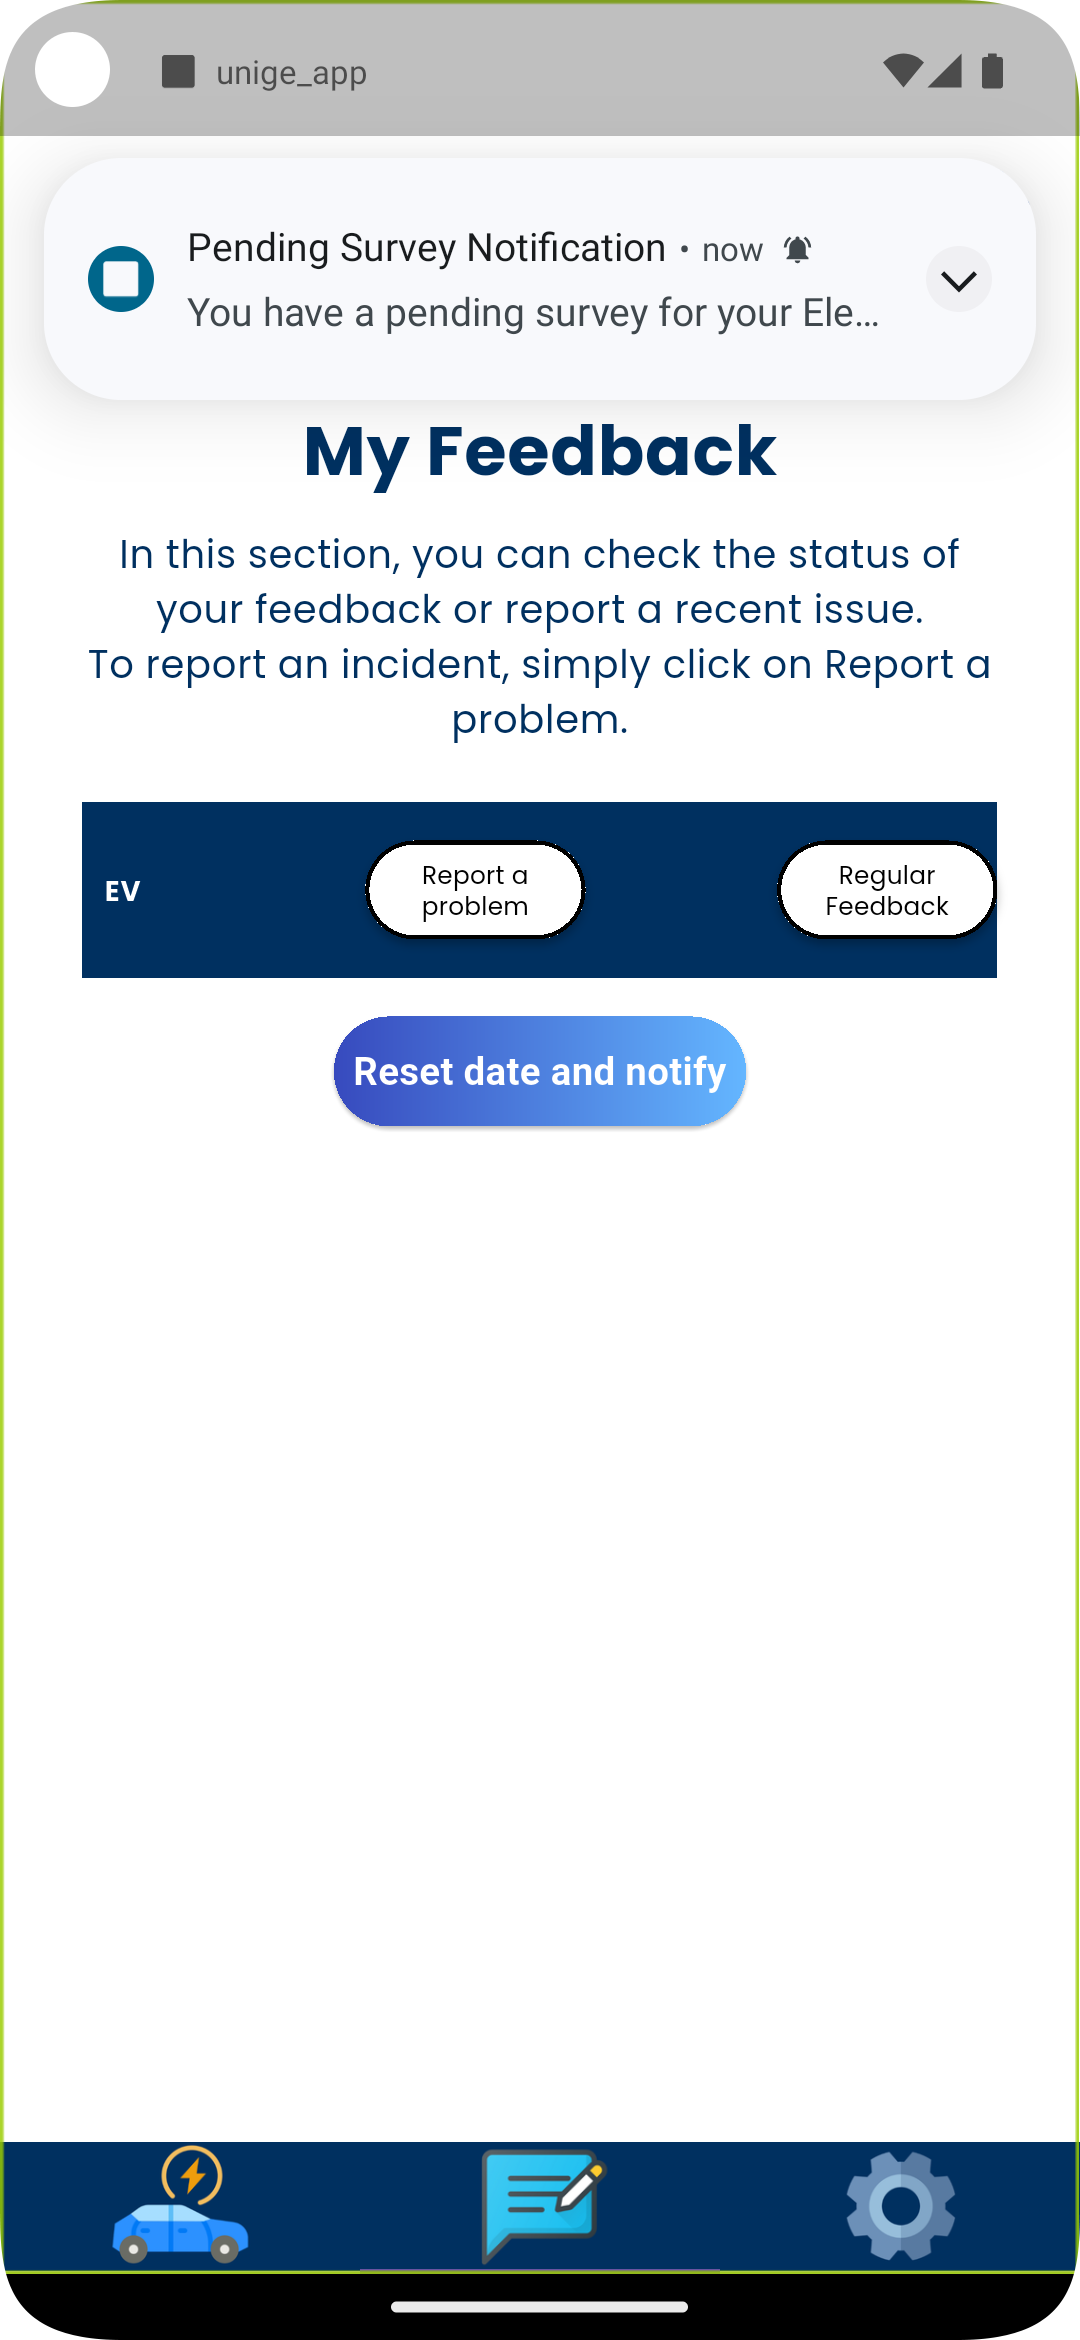 unige_app
Pending Survey Notification • now
You have a pending survey for your Ele...
My Feedback
In this section, you can check the status of
your feedback or report a recent issue.
To report an incident, simply click on Report a
problem.
EV
Report a
problem
Regular
Feedback
Reset date and notify